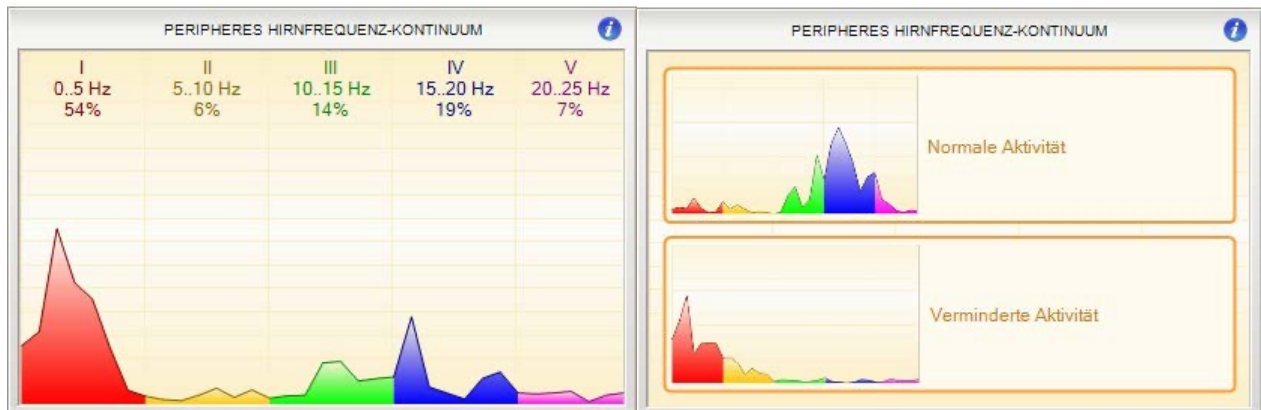 PERIPHERES HIRNFREQUENZ-KONTINUUM
i
I II III IV V
0..5 Hz 5..10 Hz 10..15 Hz 15..20 Hz 20..25 Hz
54% 6% 14% 19% 7%
PERIPHERES HIRNFREQUENZ-KONTINUUM
i
Normale Aktivität
Verminderte Aktivität